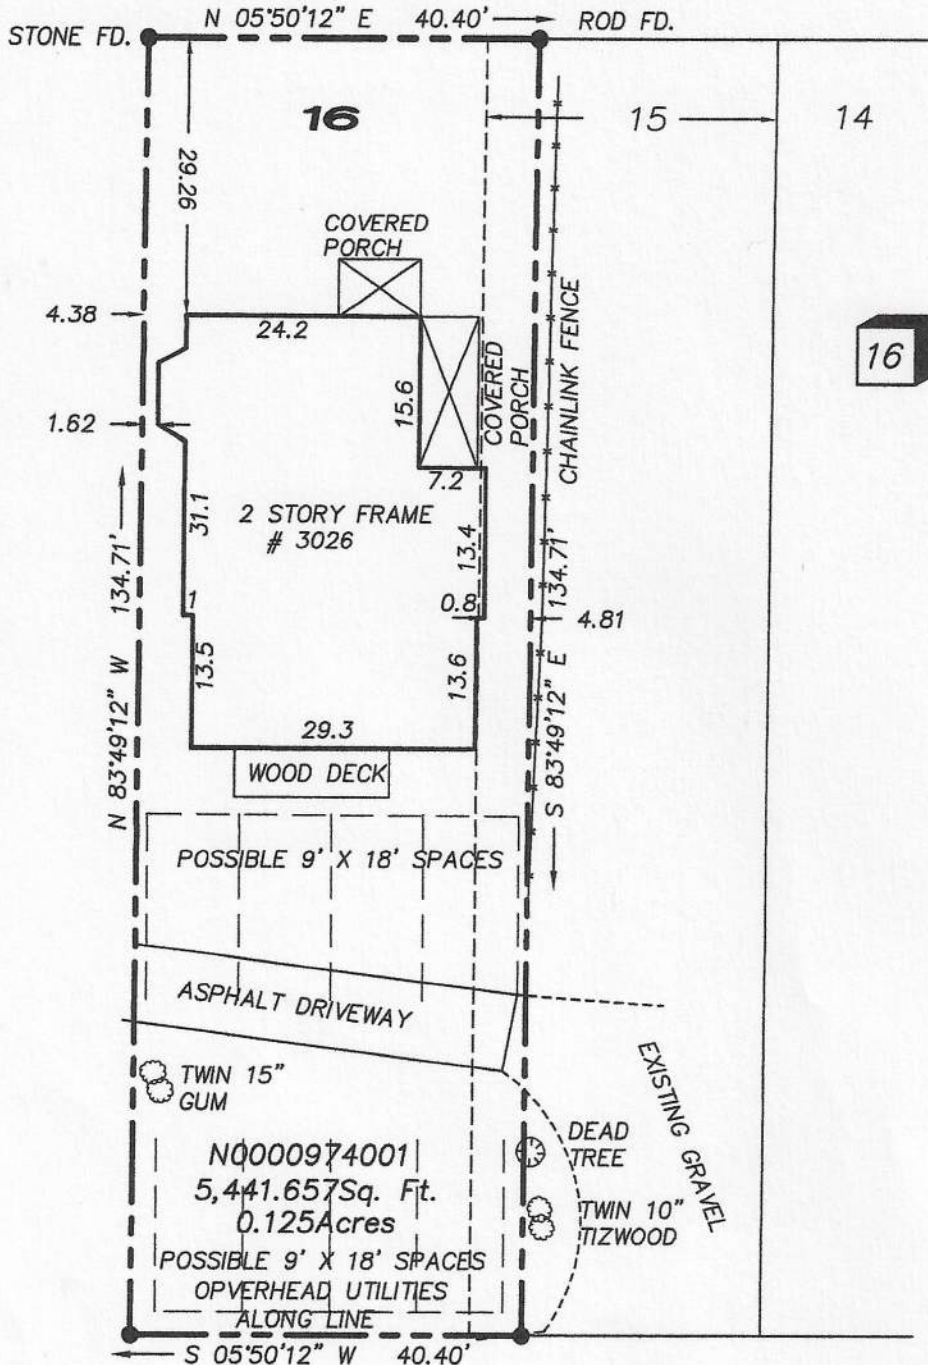 N 05°50'12" E 40.40'
STONE FD.
ROD FD.
16
15
14
29.26
COVERED
PORCH
4.38
24.2
CHAINLINK FENCE
16
COVERED
PORCH
15.6
1.62
7.2
2 STORY FRAME
# 3026
31.1
13.4
N 83°49'12" W 134.71'
S 83°49'12" E 134.71'
1
0.8
4.81
13.5
13.6
29.3
WOOD DECK
POSSIBLE 9' X 18' SPACES
ASPHALT DRIVEWAY
EXISTING GRAVEL
TWIN 15"
GUM
DEAD
TREE
N0000974001
5,441.657Sq. Ft.
0.125Acres
TWIN 10"
TIZWOOD
POSSIBLE 9' X 18' SPACES
OPVERHEAD UTILITIES
ALONG LINE
S 05°50'12" W 40.40'